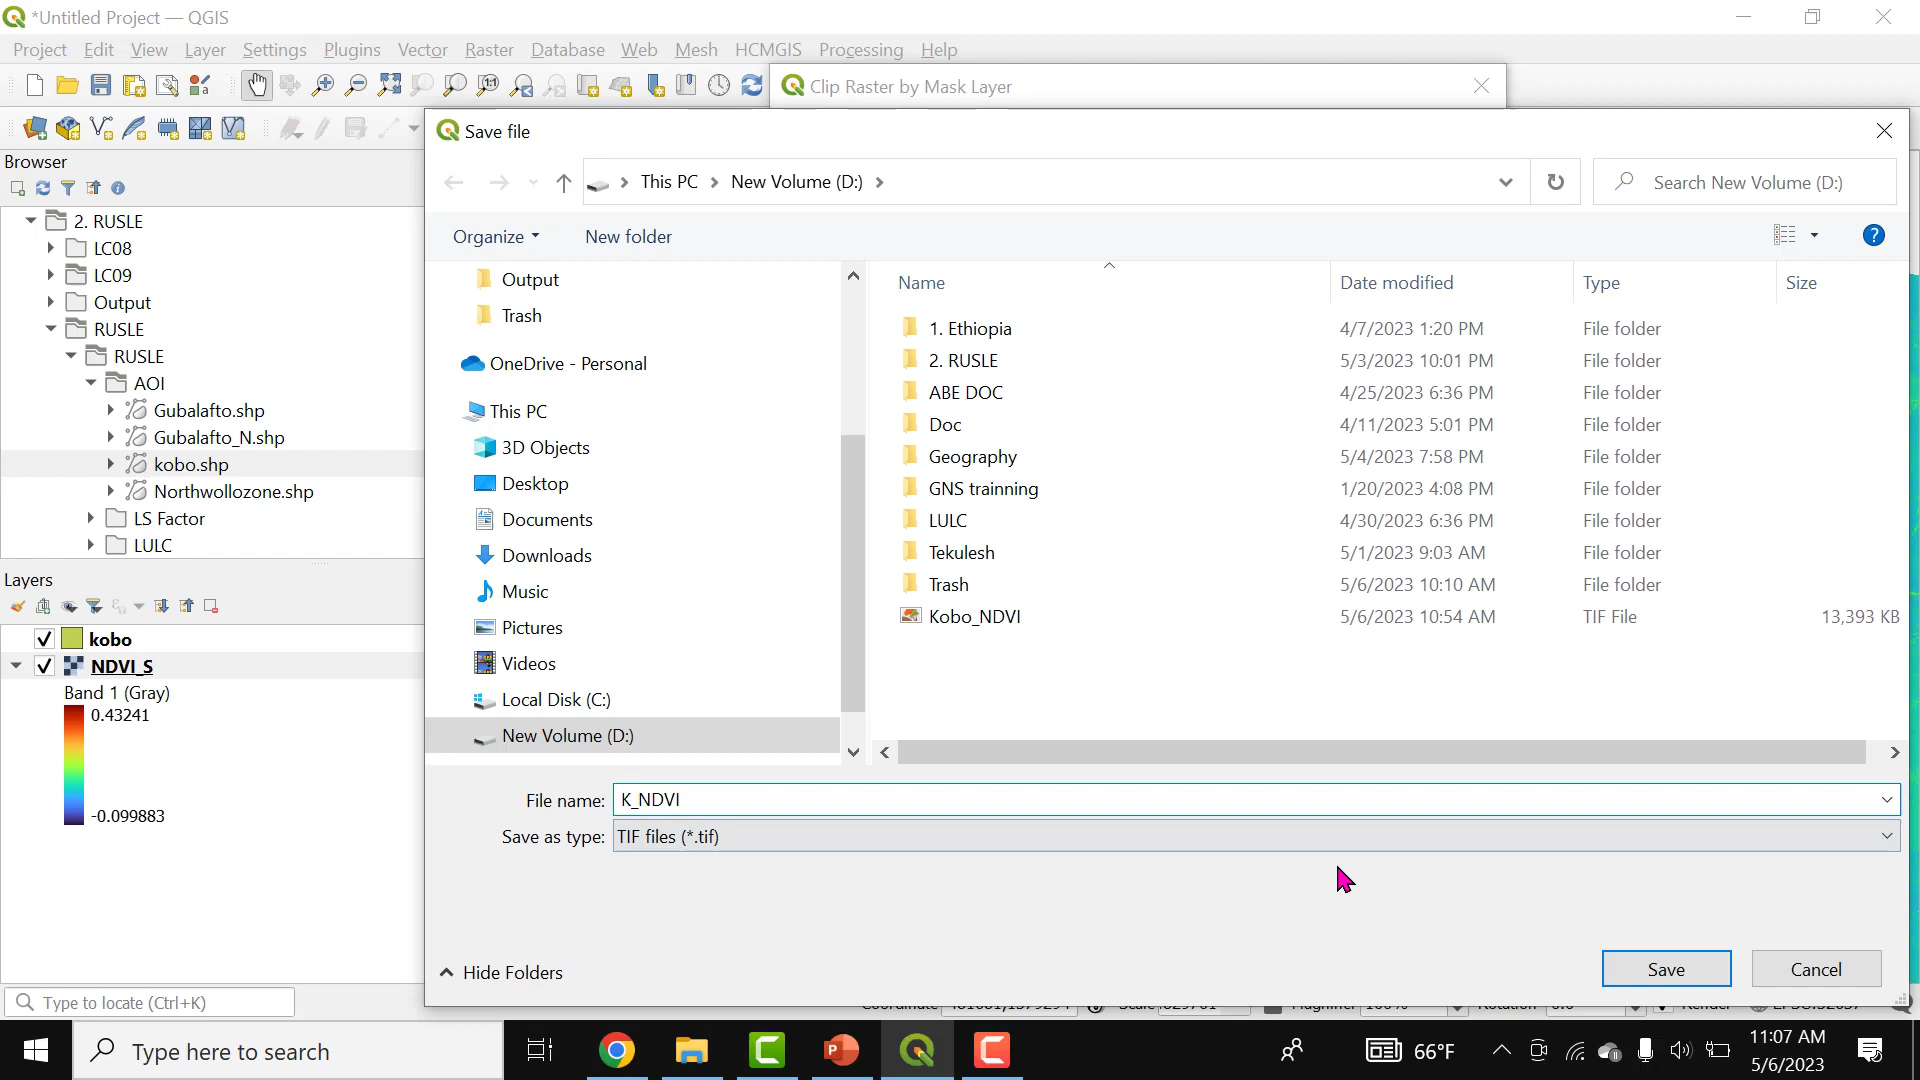 *Untitled Project — QGIS
Project Edit View Layer Settings Plugins Vector Raster Database Web Mesh HCMGIS Processing Help
Clip Raster by Mask Layer
Browser
2. RUSLE
LC08
LC09
Output
RUSLE
RUSLE
AOI
Gubalafto.shp
Gubalafto_N.shp
kobo.shp
Northwollozone.shp
LS Factor
LULC
Layers
kobo
NDVI_S
Band 1 (Gray)
0.43241
-0.099883
Type to locate (Ctrl+K)
Save file
This PC > New Volume (D:) >
Search New Volume (D:)
Organize New folder
Output
Trash
OneDrive - Personal
This PC
3D Objects
Desktop
Documents
Downloads
Music
Pictures
Videos
Local Disk (C:)
New Volume (D:)
Name Date modified Type Size
1. Ethiopia 4/7/2023 1:20 PM File folder
2. RUSLE 5/3/2023 10:01 PM File folder
ABE DOC 4/25/2023 6:36 PM File folder
Doc 4/11/2023 5:01 PM File folder
Geography 5/4/2023 7:58 PM File folder
GNS trainning 1/20/2023 4:08 PM File folder
LULC 4/30/2023 6:36 PM File folder
Tekulesh 5/1/2023 9:03 AM File folder
Trash 5/6/2023 10:10 AM File folder
Kobo_NDVI 5/6/2023 10:54 AM TIF File 13,393 KB
File name: K_NDVI
Save as type: TIF files (*.tif)
Hide Folders
Save Cancel
Type here to search
66°F
11:07 AM
5/6/2023